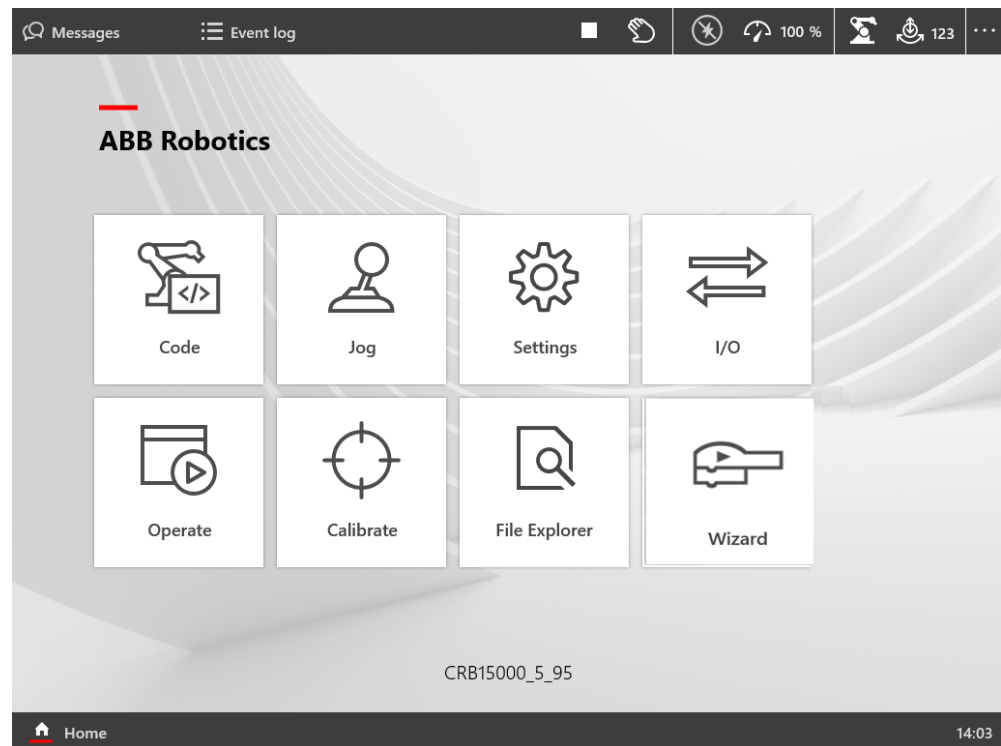 Messages Event log 100 % 123 ...
ABB Robotics
</>
Code Jog Settings I/O
Operate Calibrate File Explorer Wizard
CRB15000_5_95
Home 14:03